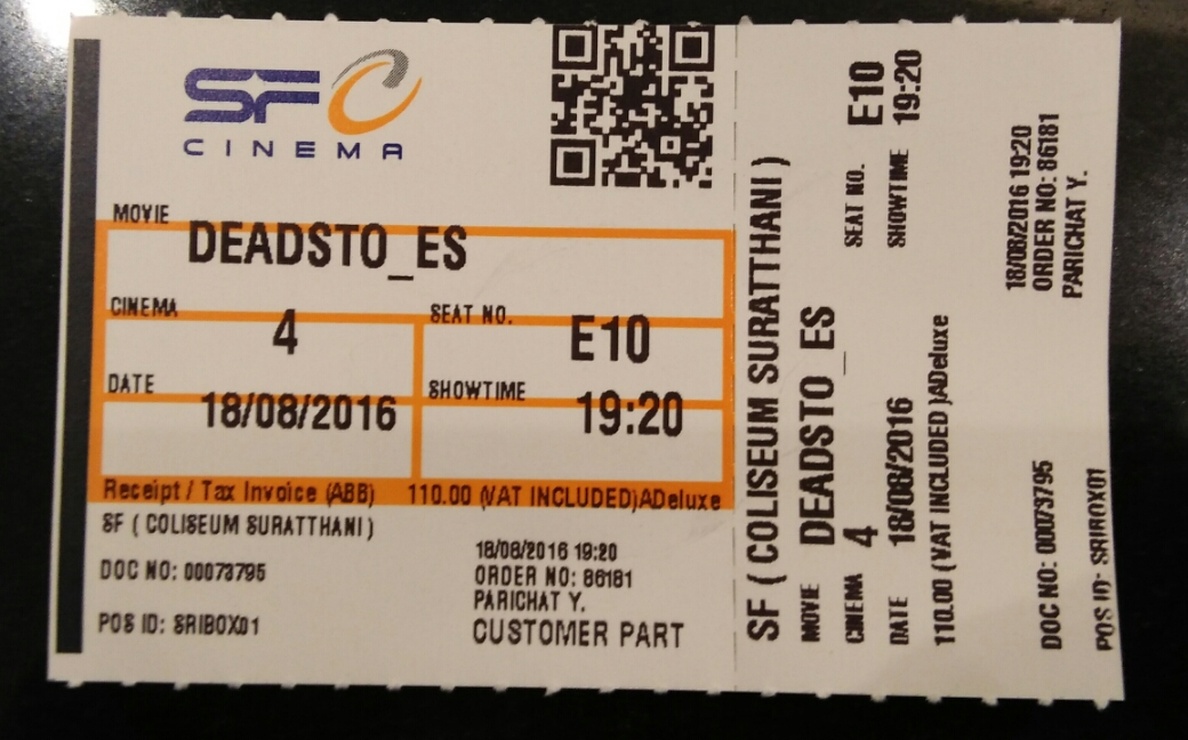 SFC
CINEMA
MOVIE
DEADSTO_ES
CINEMA
4
SEAT NO.
E10
DATE
18/08/2016
SHOWTIME
19:20
Receipt / Tax Invoice (ABB) 110.00 (VAT INCLUDED)ADeluxe
SF ( COLISEUM SURATTHANI )
DOC NO: 00073795
POS ID: SRIBOX01
18/08/2016 19:20
ORDER NO: 86181
PARICHAT Y.
CUSTOMER PART
SF ( COLISEUM SURATTHANI )
MOVIE DEADSTO_ES
CINEMA 4 SEAT NO. E10
DATE 18/08/2016 SHOWTIME 19:20
110.00 ( VAT INCLUDED )ADeluxe
18/08/2016 19:20
DOC NO: 00073795 ORDER NO: 86181
PARICHAT Y.
POS ID: SRIBOX01